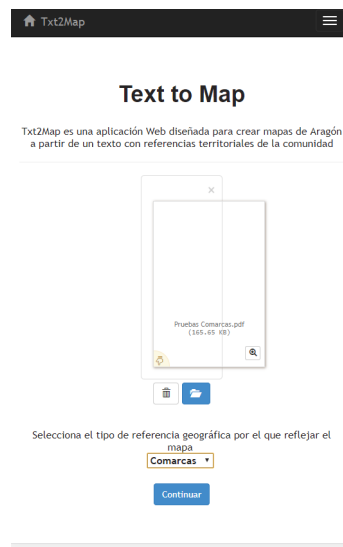 Txt2Map
Text to Map
Txt2Map es una aplicación Web diseñada para crear mapas de Aragón
a partir de un texto con referencias territoriales de la comunidad
×
Pruebas Comarcas.pdf
(165.65 KB)
Selecciona el tipo de referencia geográfica por el que reflejar el
mapa
Comarcas
Continuar